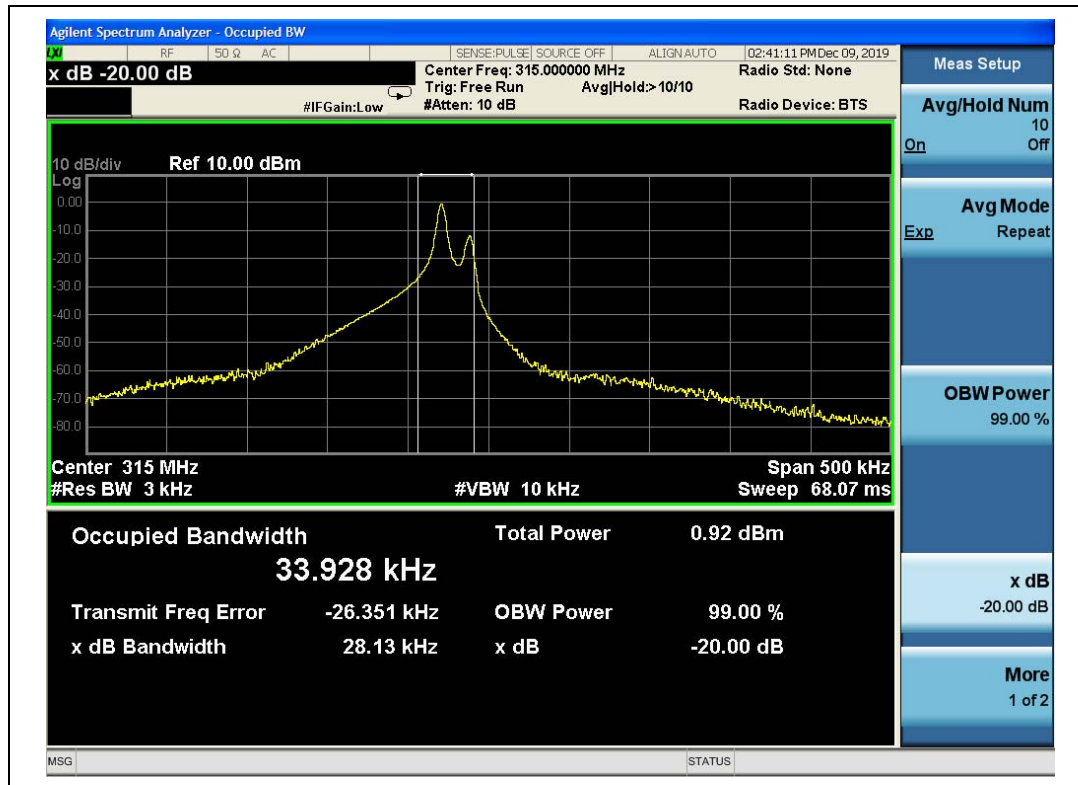 Agilent Spectrum Analyzer - Occupied BW
LXI RF 50 Ω AC SENSE:PULSE SOURCE OFF ALIGN AUTO 02:41:11 PM Dec 09, 2019
x dB -20.00 dB
Center Freq: 315.000000 MHz
Radio Std: None
Trig: Free Run Avg|Hold:> 10/10
#IFGain:Low #Atten: 10 dB Radio Device: BTS
10 dB/div Ref 10.00 dBm
Log
0.00
-10.0
-20.0
-30.0
-40.0
-50.0
-60.0
-70.0
-80.0
Center 315 MHz Span 500 kHz
#Res BW 3 kHz #VBW 10 kHz Sweep 68.07 ms
Occupied Bandwidth Total Power 0.92 dBm
33.928 kHz
Transmit Freq Error -26.351 kHz OBW Power 99.00 %
x dB Bandwidth 28.13 kHz x dB -20.00 dB
MSG STATUS
Meas Setup
Avg/Hold Num
10
On Off
Avg Mode
Exp Repeat
OBW Power
99.00 %
x dB
-20.00 dB
More
1 of 2